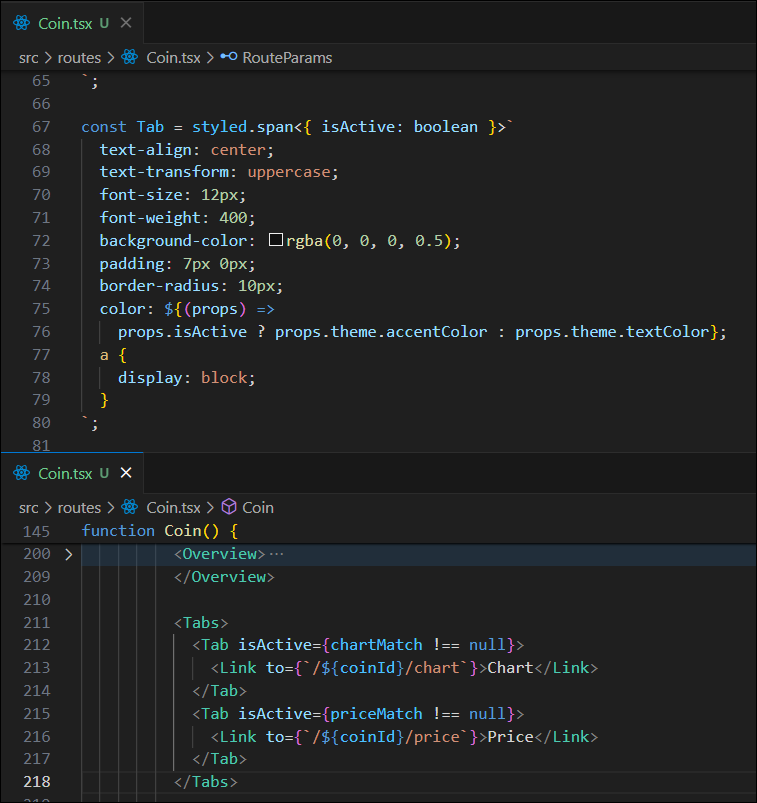 Coin.tsx U ×
src > routes > Coin.tsx > RouteParams
65 `;
66
67 const Tab = styled.span<{ isActive: boolean }>`
68   text-align: center;
69   text-transform: uppercase;
70   font-size: 12px;
71   font-weight: 400;
72   background-color: rgba(0, 0, 0, 0.5);
73   padding: 7px 0px;
74   border-radius: 10px;
75   color: ${(props) =>
76     props.isActive ? props.theme.accentColor : props.theme.textColor};
77   a {
78     display: block;
79   }
80 `;
81
Coin.tsx U ×
src > routes > Coin.tsx > Coin
145 function Coin() {
200 > <Overview> ···
209 </Overview>
210
211 <Tabs>
212   <Tab isActive={chartMatch !== null}>
213     <Link to={`/${coinId}/chart`}>Chart</Link>
214   </Tab>
215   <Tab isActive={priceMatch !== null}>
216     <Link to={`/${coinId}/price`}>Price</Link>
217   </Tab>
218 </Tabs>